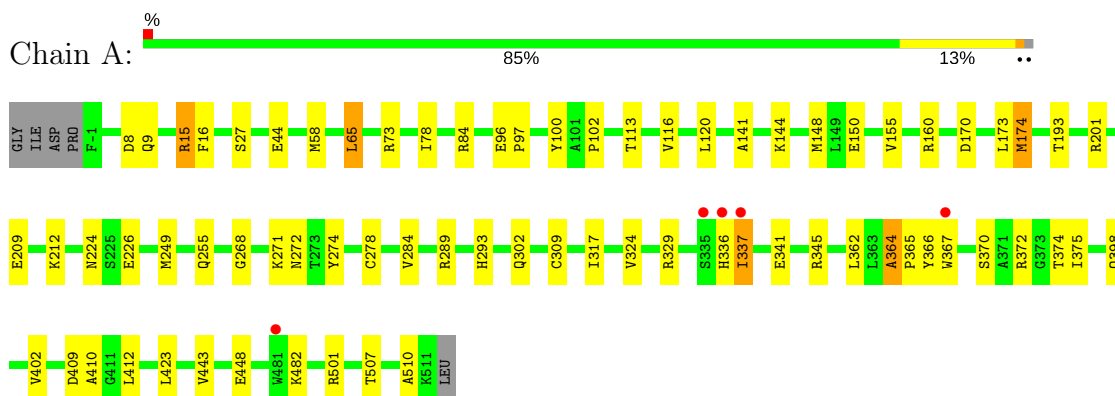 %
Chain A:
85% 13% ••
GLY ILE ASP PRO F-1 D8 Q9 R15 F16 S27 E44 M58 L65 R73 I78 R84 E96 P97 Y100 A101 P102 T113 V116 L120 A141 K144 M148 L149 E150 V155 R160 D170 L173 M174 T193 R201
E209 K212 N224 S225 E226 M249 Q255 G268 K271 N272 T273 Y274 C278 V284 R289 H293 Q302 C309 I317 V324 R329 S335 H336 I337 E341 R345 L362 L363 A364 P365 Y366 W367 S370 A371 R372 G373 T374 I375
V402 D409 A410 G411 L412 L423 V443 E448 W481 K482 R501 T507 A510 K511 LEU